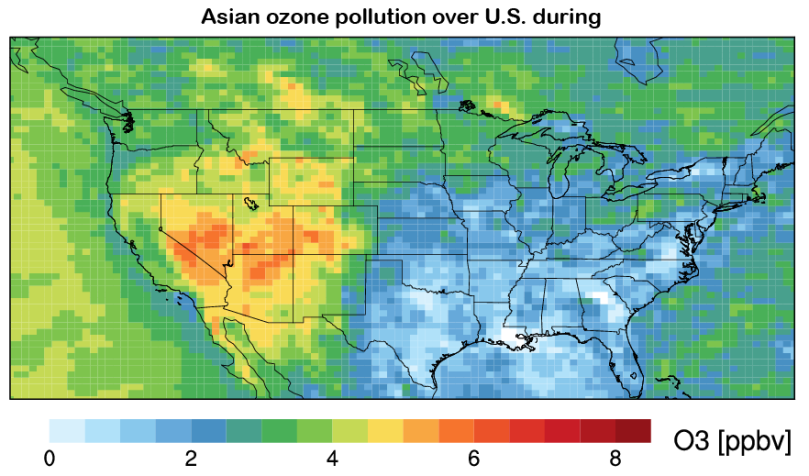 Asian ozone pollution over U.S. during
0 2 4 6 8 O3 [ppbv]